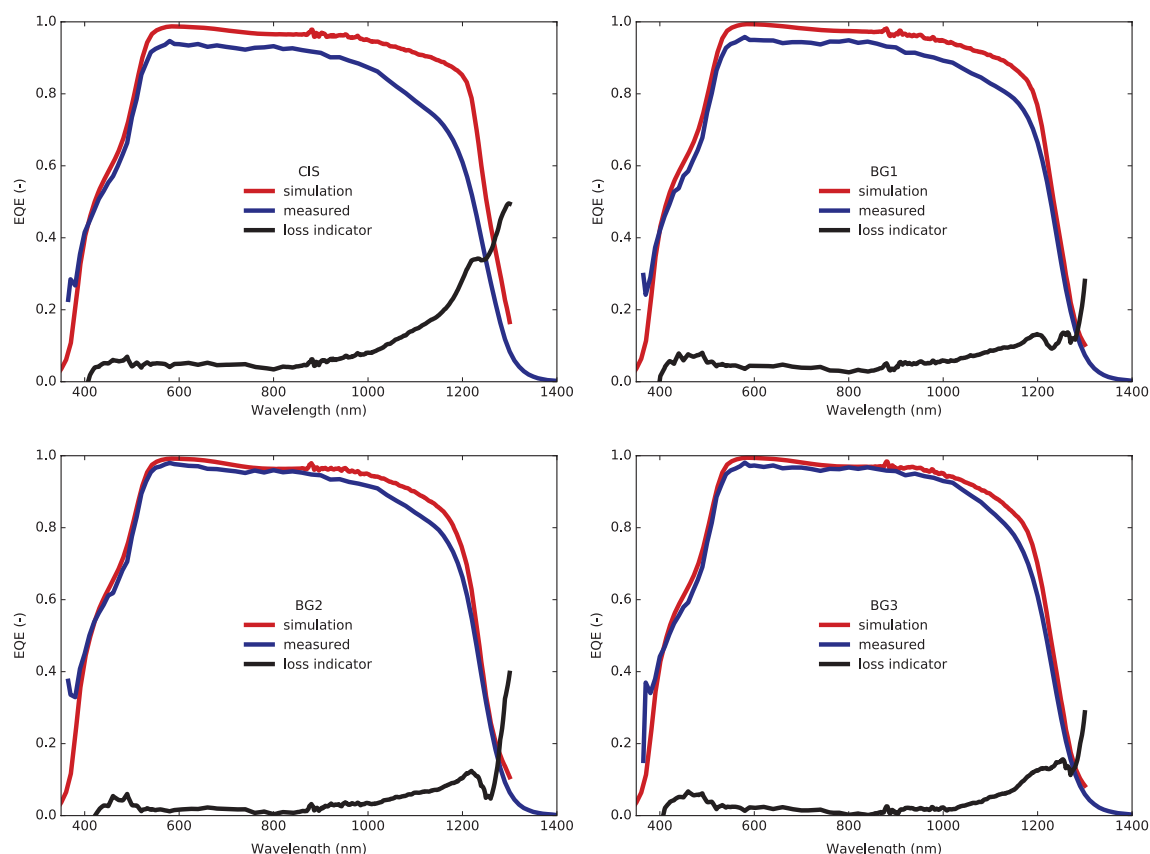 1.0
0.8
0.6
0.4
0.2
0.0
EQE (-)
CIS
simulation
measured
loss indicator
400 600 800 1000 1200 1400
Wavelength (nm)
1.0
0.8
0.6
0.4
0.2
0.0
EQE (-)
BG1
simulation
measured
loss indicator
400 600 800 1000 1200 1400
Wavelength (nm)
1.0
0.8
0.6
0.4
0.2
0.0
EQE (-)
BG2
simulation
measured
loss indicator
400 600 800 1000 1200 1400
Wavelength (nm)
1.0
0.8
0.6
0.4
0.2
0.0
EQE (-)
BG3
simulation
measured
loss indicator
400 600 800 1000 1200 1400
Wavelength (nm)